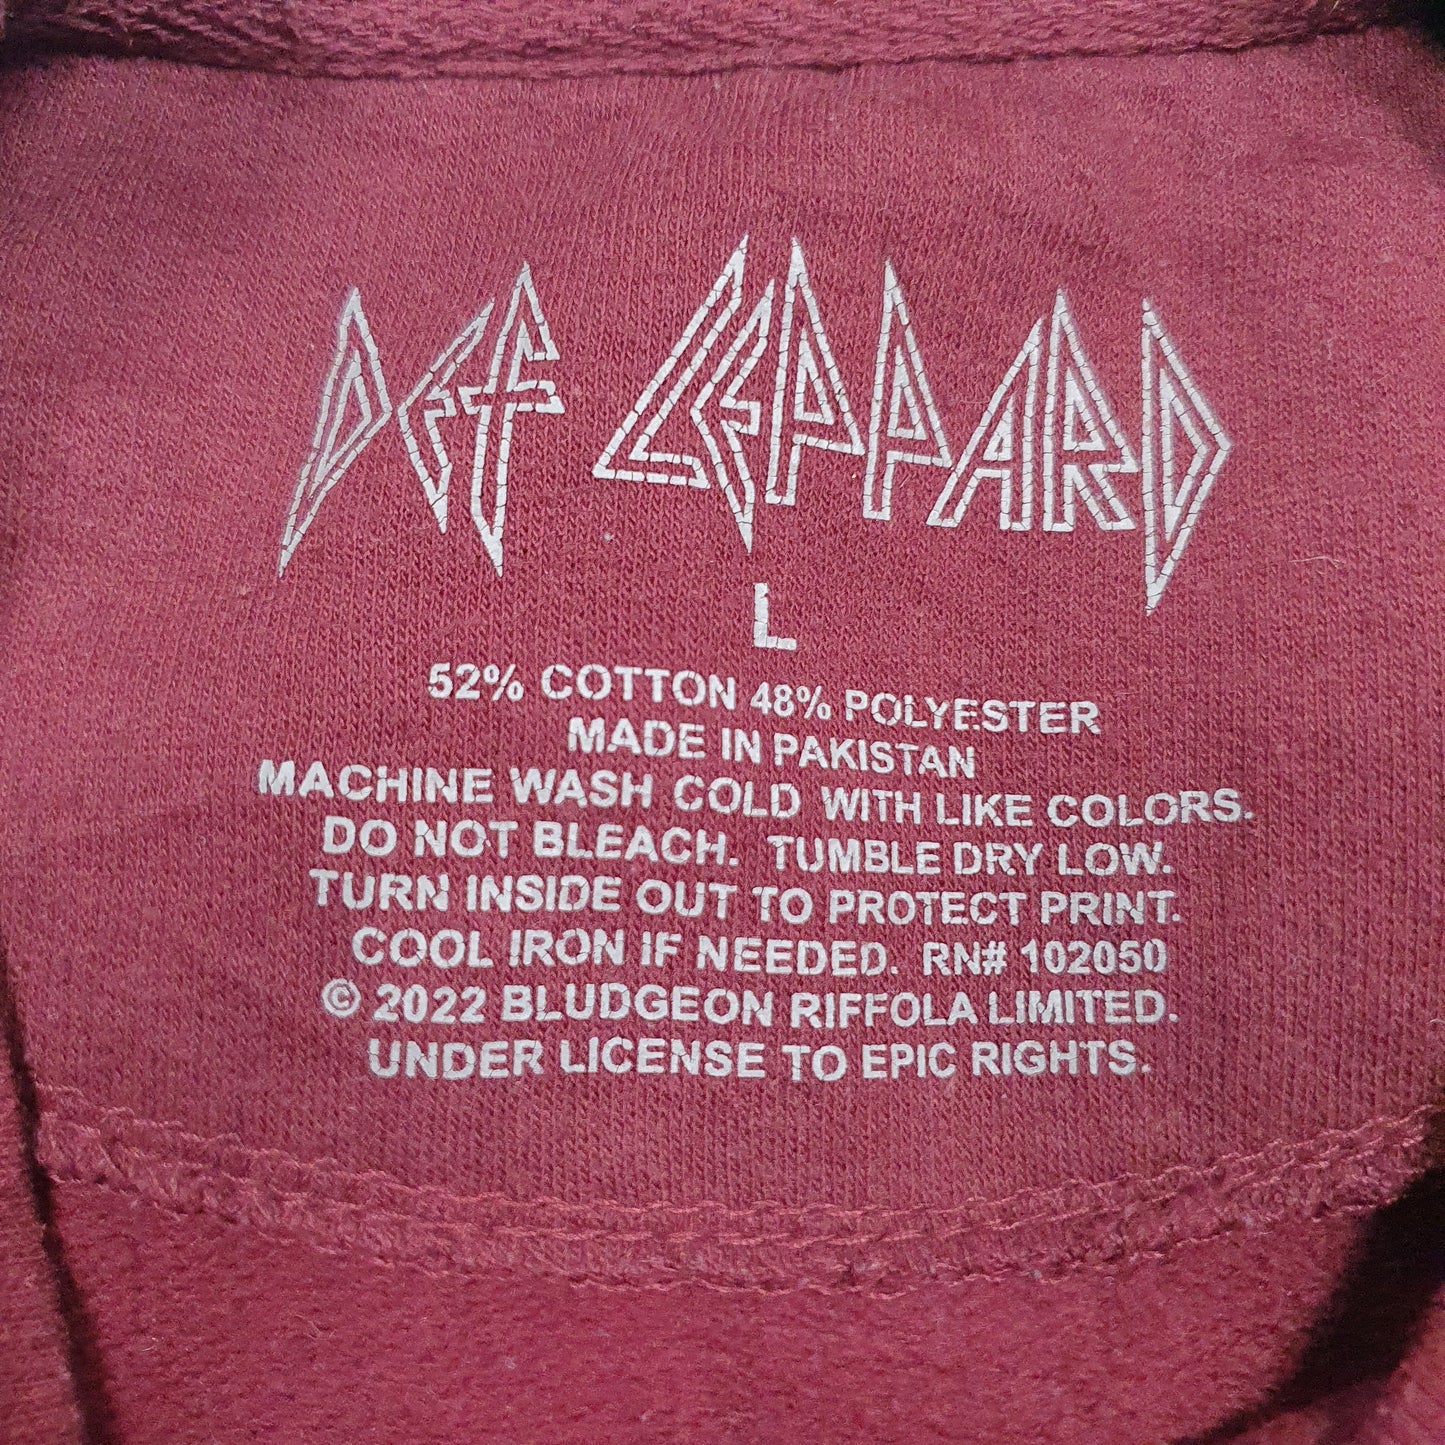 DEF LEPPARD
L
52% COTTON 48% POLYESTER
MADE IN PAKISTAN
MACHINE WASH COLD WITH LIKE COLORS.
DO NOT BLEACH. TUMBLE DRY LOW.
TURN INSIDE OUT TO PROTECT PRINT.
COOL IRON IF NEEDED. RN# 102050
© 2022 BLUDGEON RIFFOLA LIMITED.
UNDER LICENSE TO EPIC RIGHTS.